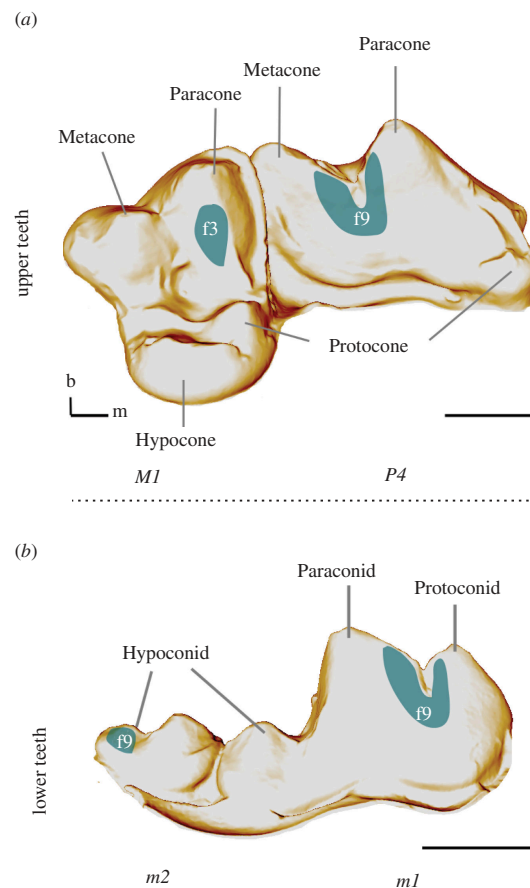 (a)
Paracone
Metacone
Paracone
Metacone
f3
f9
upper teeth
Protocone
b
m
Hypocone
M1
P4
(b)
Paraconid
Protoconid
Hypoconid
f9
f9
lower teeth
m2
m1